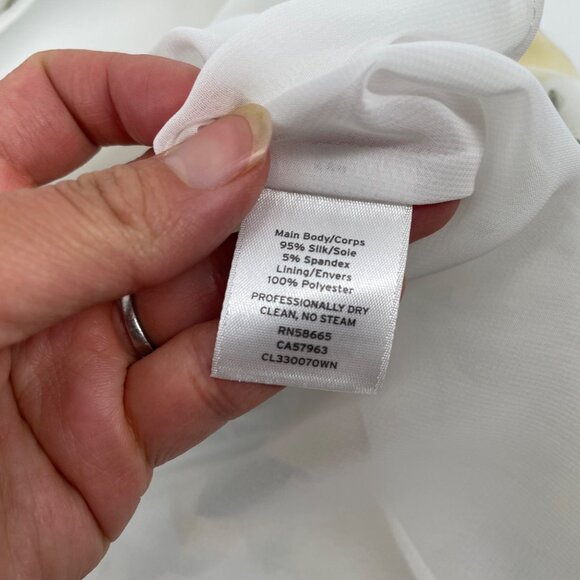 Main Body/Corps
95% Silk/Soie
5% Spandex
Lining/Envers
100% Polyester
PROFESSIONALLY DRY
CLEAN, NO STEAM
RN58665
CA57963
CL330070WN